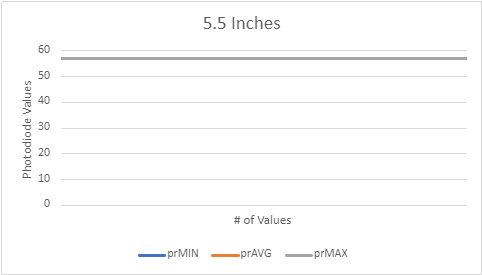 5.5 Inches
60
50
40
30
20
10
0
Photodiode Values
# of Values
prMIN prAVG prMAX